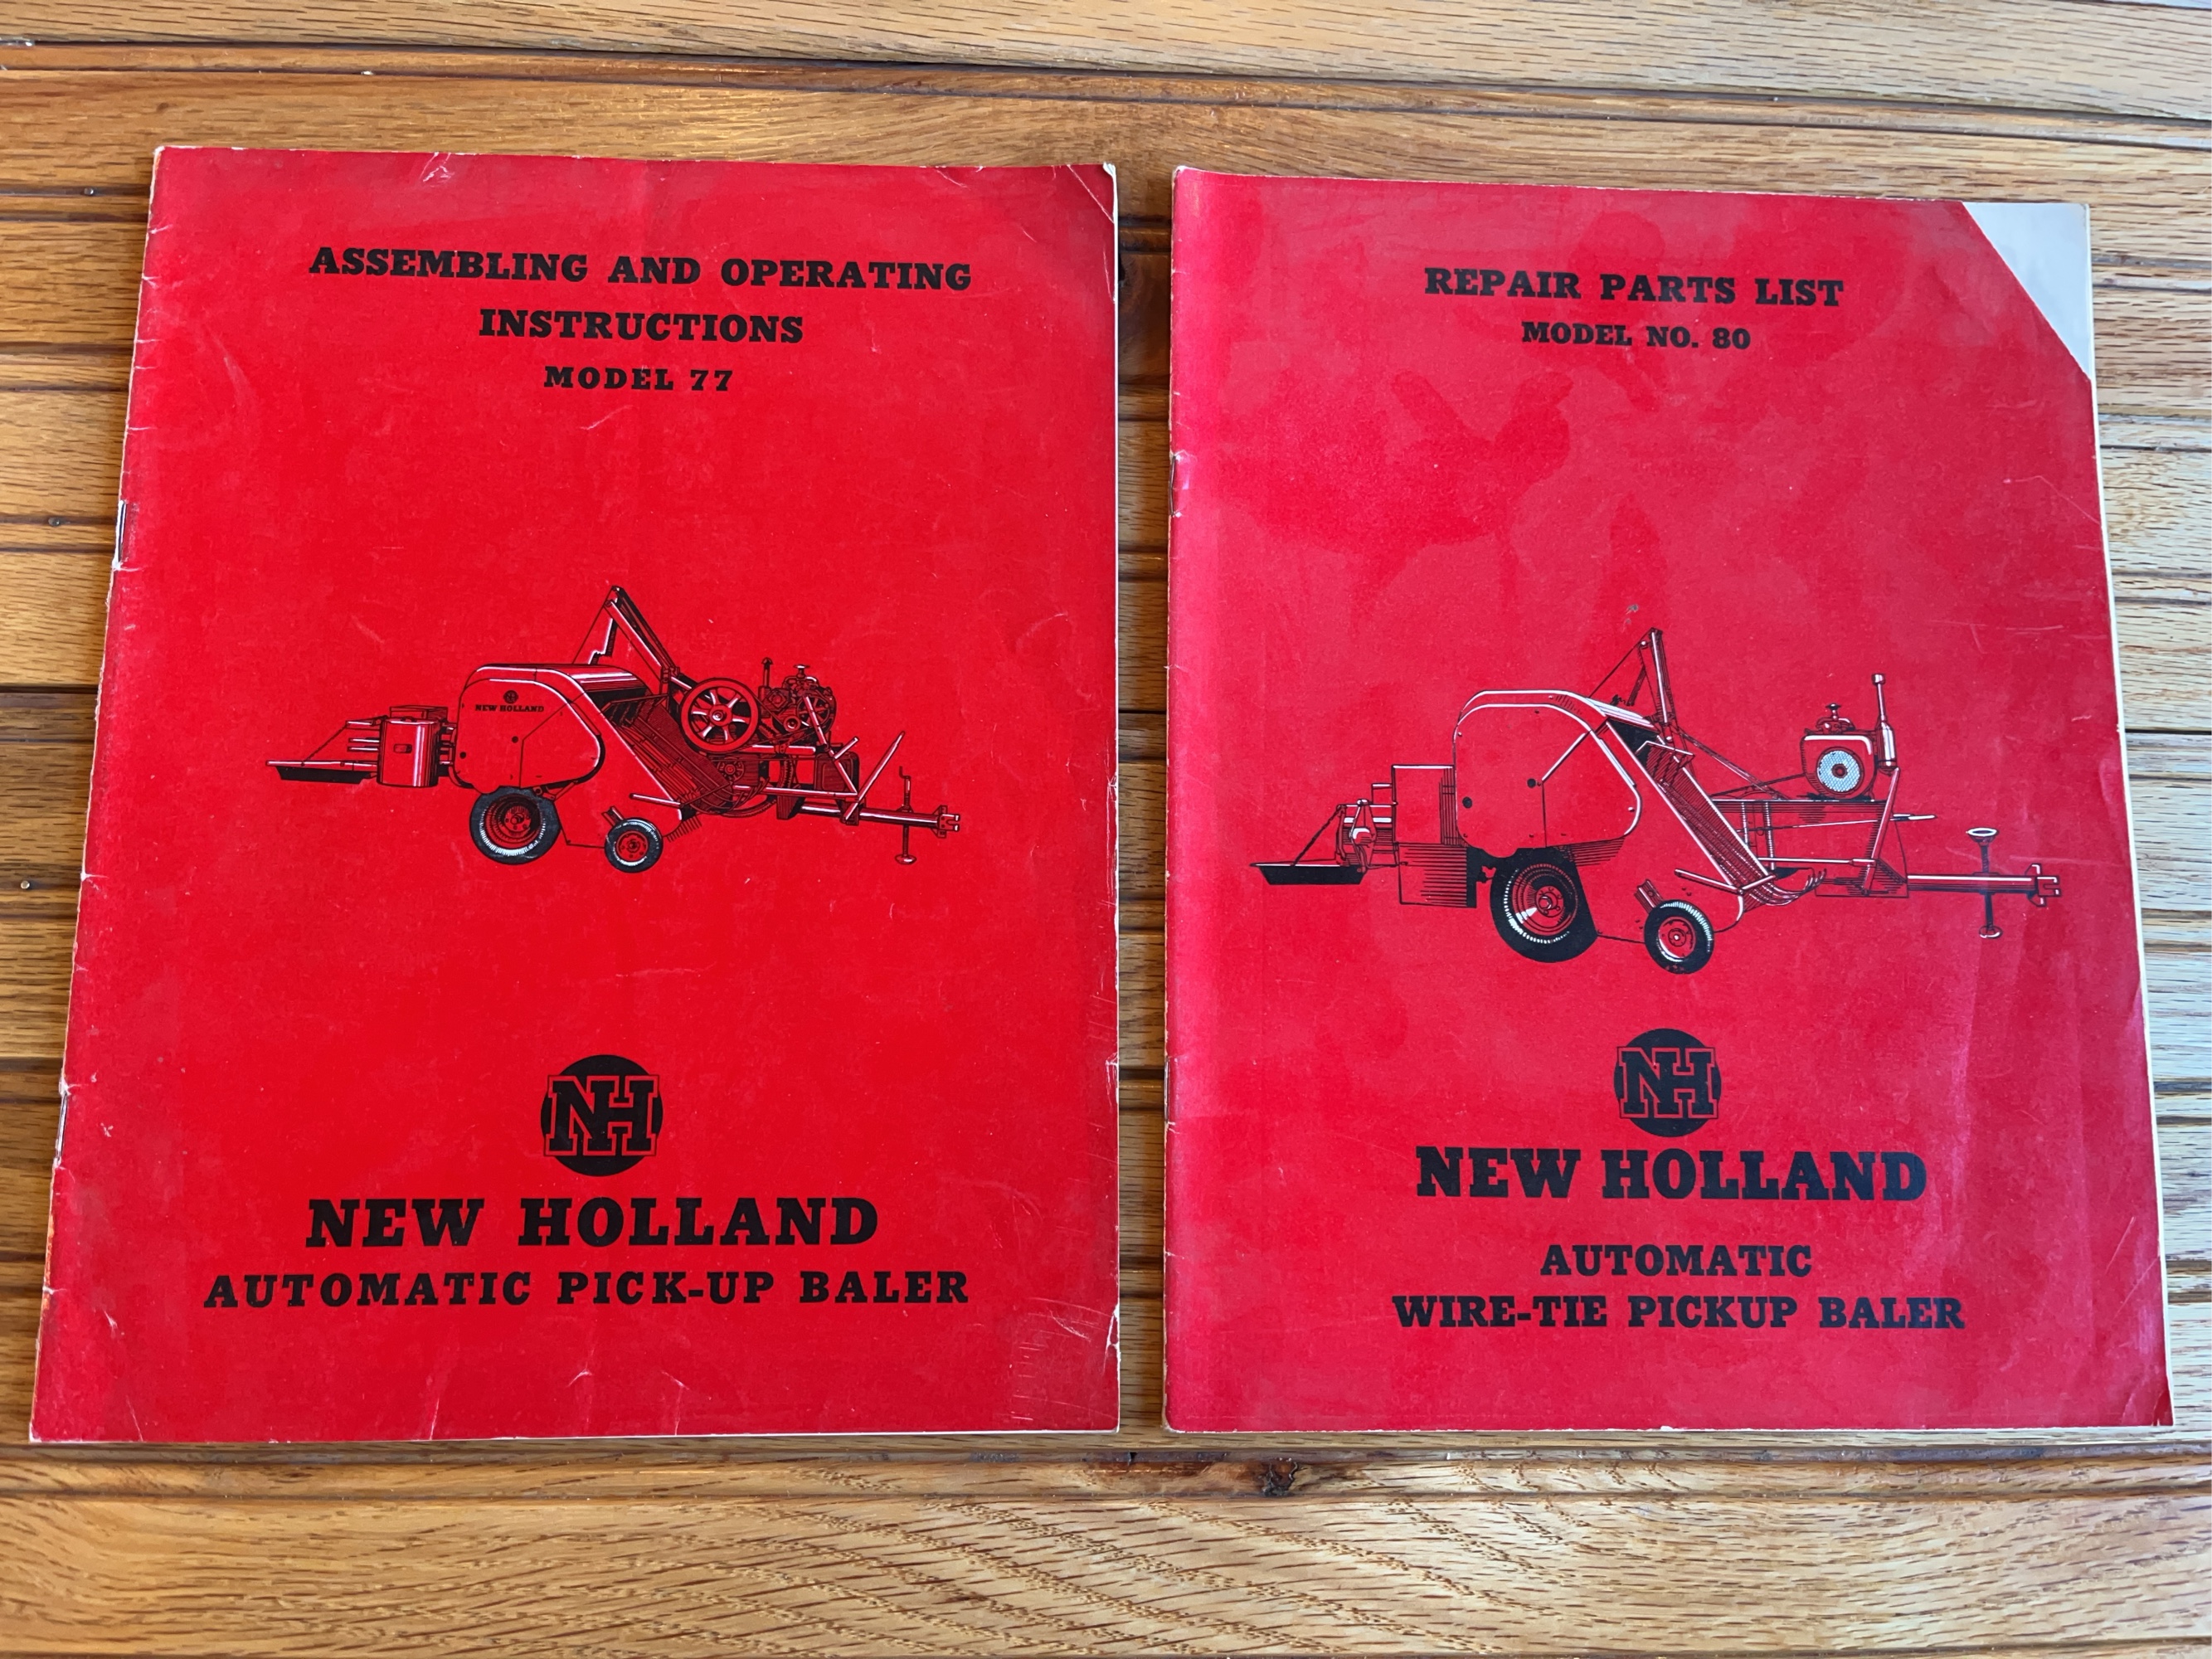 ASSEMBLING AND OPERATING
INSTRUCTIONS
MODEL 77
NEW HOLLAND
NH
NEW HOLLAND
AUTOMATIC PICK-UP BALER
REPAIR PARTS LIST
MODEL NO. 80
NH
NEW HOLLAND
AUTOMATIC
WIRE-TIE PICKUP BALER